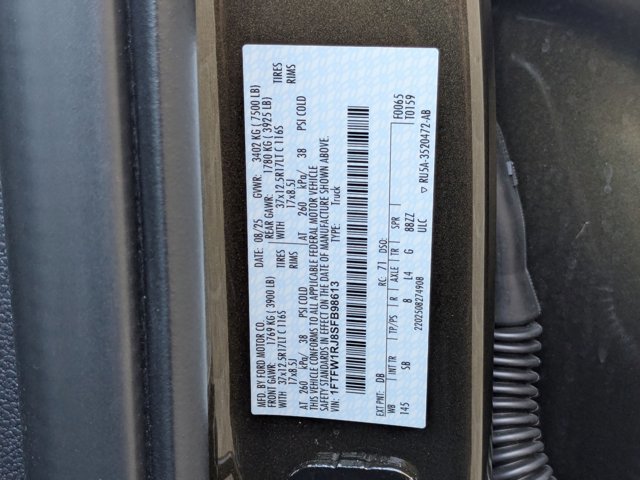 MFD. BY FORD MOTOR CO.
DATE: 08/25 GVWR: 3402 KG ( 7500 LB)
FRONT GAWR: 1769 KG ( 3900 LB) REAR GAWR: 1780 KG ( 3925 LB)
WITH 37x12.5R17LT C 116S TIRES WITH 37x12.5R17LT C 116S TIRES
17x8.5J RIMS 17x8.5J RIMS
AT 260 kPa/ 38 PSI COLD AT 260 kPa/ 38 PSI COLD
THIS VEHICLE CONFORMS TO ALL APPLICABLE FEDERAL MOTOR VEHICLE
SAFETY STANDARDS IN EFFECT ON THE DATE OF MANUFACTURE SHOWN ABOVE.
VIN: 1FTFW1RJ8SFB98613 TYPE: Truck
F0065
T0159
EXT PNT: DB RC: 71 DSO:
WB INT TR TP/PS R AXLE TR SPR
145 SB 8 L4 G 88ZZ
2202508274908 ULC
▽ RU5A-3520472-AB